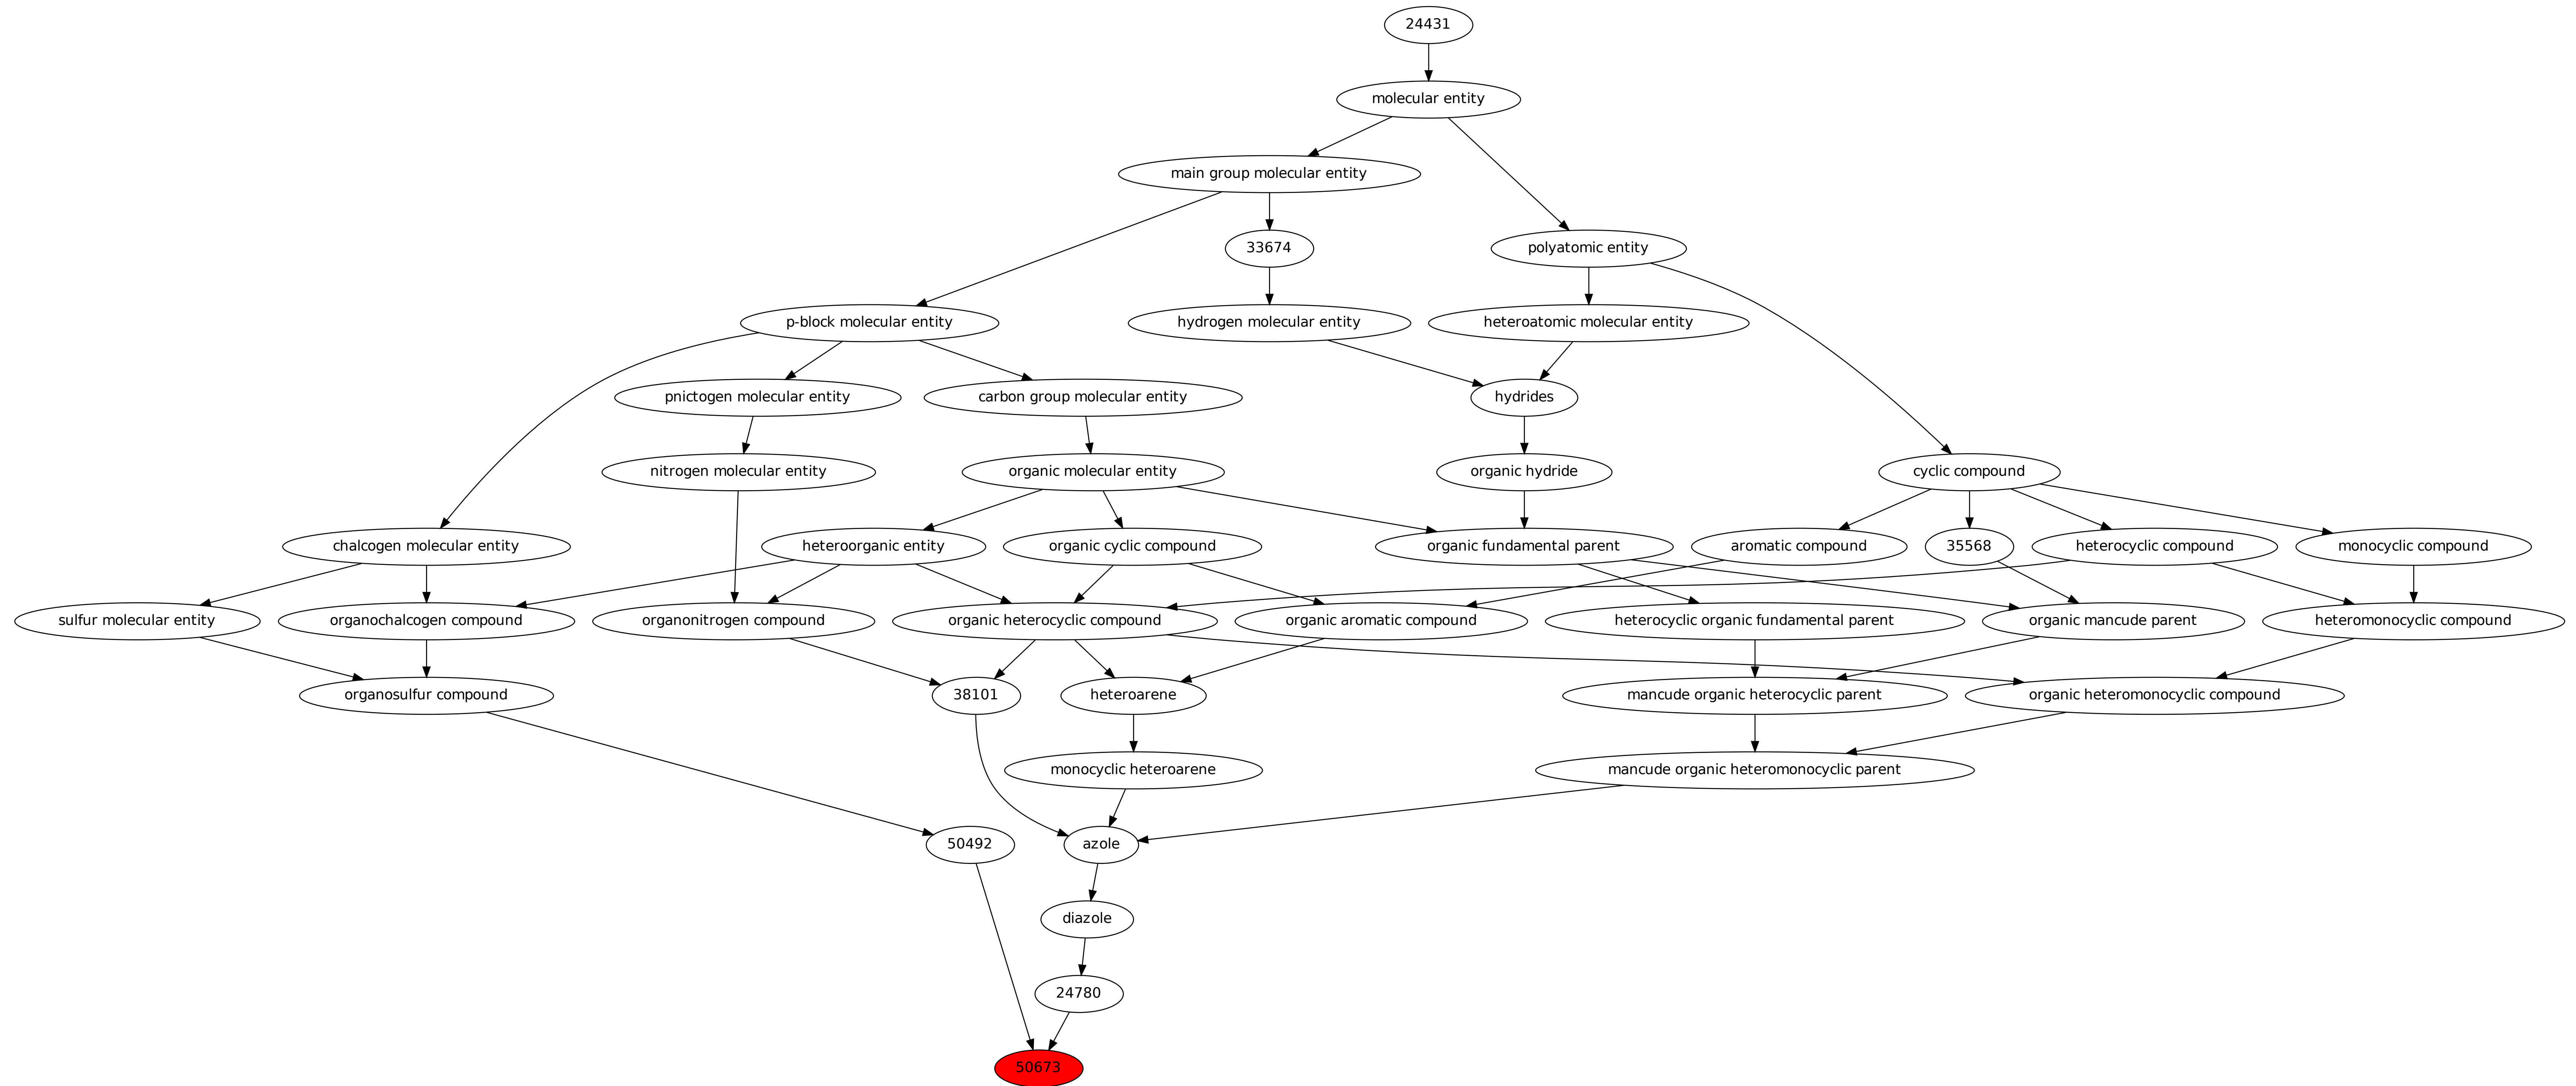 24431
molecular entity
main group molecular entity
33674
polyatomic entity
p-block molecular entity
hydrogen molecular entity
heteroatomic molecular entity
pnictogen molecular entity
carbon group molecular entity
hydrides
nitrogen molecular entity
organic molecular entity
organic hydride
cyclic compound
chalcogen molecular entity
heteroorganic entity
organic cyclic compound
organic fundamental parent
aromatic compound
35568
heterocyclic compound
monocyclic compound
sulfur molecular entity
organochalcogen compound
organonitrogen compound
organic heterocyclic compound
organic aromatic compound
heterocyclic organic fundamental parent
organic mancude parent
heteromonocyclic compound
organosulfur compound
38101
heteroarene
mancude organic heterocyclic parent
organic heteromonocyclic compound
monocyclic heteroarene
mancude organic heteromonocyclic parent
50492
azole
diazole
24780
50673